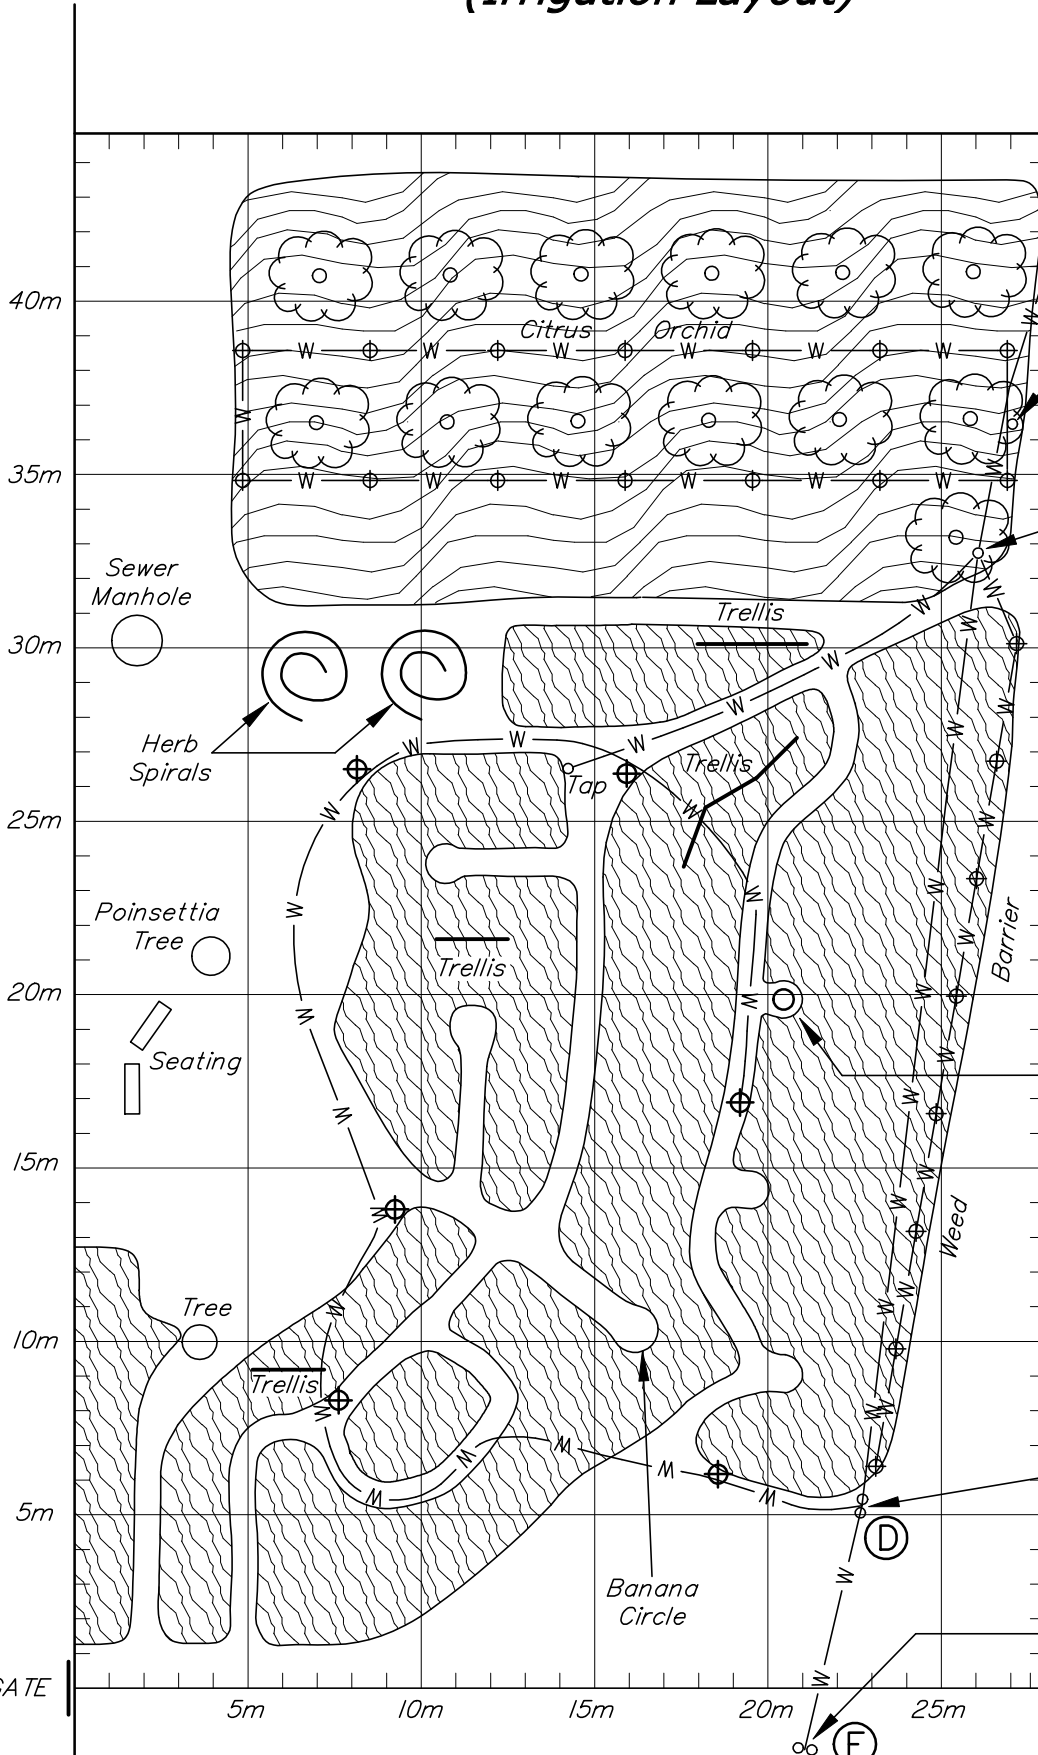 (Irrigation Layout)
40m
Citrus Orchid
W W W W W W
W
W
W
35m
W W W W W W
Sewer
Manhole
Trellis
W
W
W
30m
W
W
Herb
Spirals
W
W
W
W
W
Trellis
Tap
25m
W
W
W
W
W
Poinsettia
Tree
W
Barrier
W
Trellis
20m
W
W
W
W
Seating
W
W
15m
W
W
W
Weed
W
Tree
W
W
W
10m
Trellis
W
W
W
W
W
W
W
W
5m
D
W
Banana
Circle
W
GATE
5m 10m 15m 20m 25m